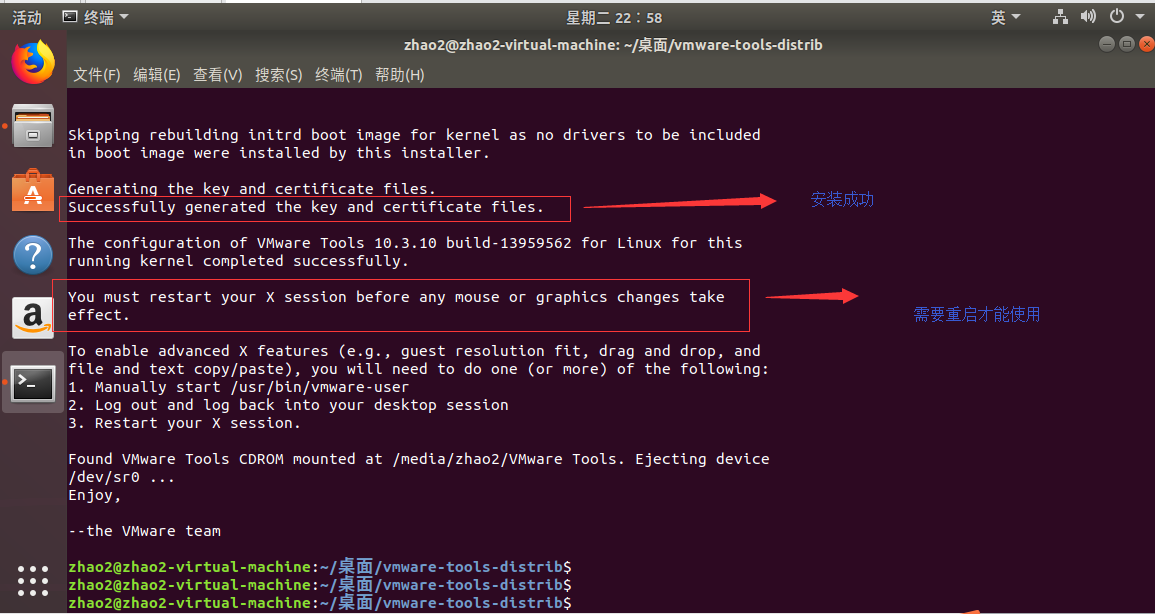 活动 终端 星期二 22：58 英
zhao2@zhao2-virtual-machine: ~/桌面/vmware-tools-distrib
文件(F) 编辑(E) 查看(V) 搜索(S) 终端(T) 帮助(H)
Skipping rebuilding initrd boot image for kernel as no drivers to be included
in boot image were installed by this installer.
Generating the key and certificate files.
Successfully generated the key and certificate files.
安装成功
The configuration of VMware Tools 10.3.10 build-13959562 for Linux for this
running kernel completed successfully.
You must restart your X session before any mouse or graphics changes take
effect.
需要重启才能使用
To enable advanced X features (e.g., guest resolution fit, drag and drop, and
file and text copy/paste), you will need to do one (or more) of the following:
1. Manually start /usr/bin/vmware-user
2. Log out and log back into your desktop session
3. Restart your X session.
Found VMware Tools CDROM mounted at /media/zhao2/VMware Tools. Ejecting device
/dev/sr0 ...
Enjoy,
--the VMware team
zhao2@zhao2-virtual-machine:~/桌面/vmware-tools-distrib$
zhao2@zhao2-virtual-machine:~/桌面/vmware-tools-distrib$
zhao2@zhao2-virtual-machine:~/桌面/vmware-tools-distrib$